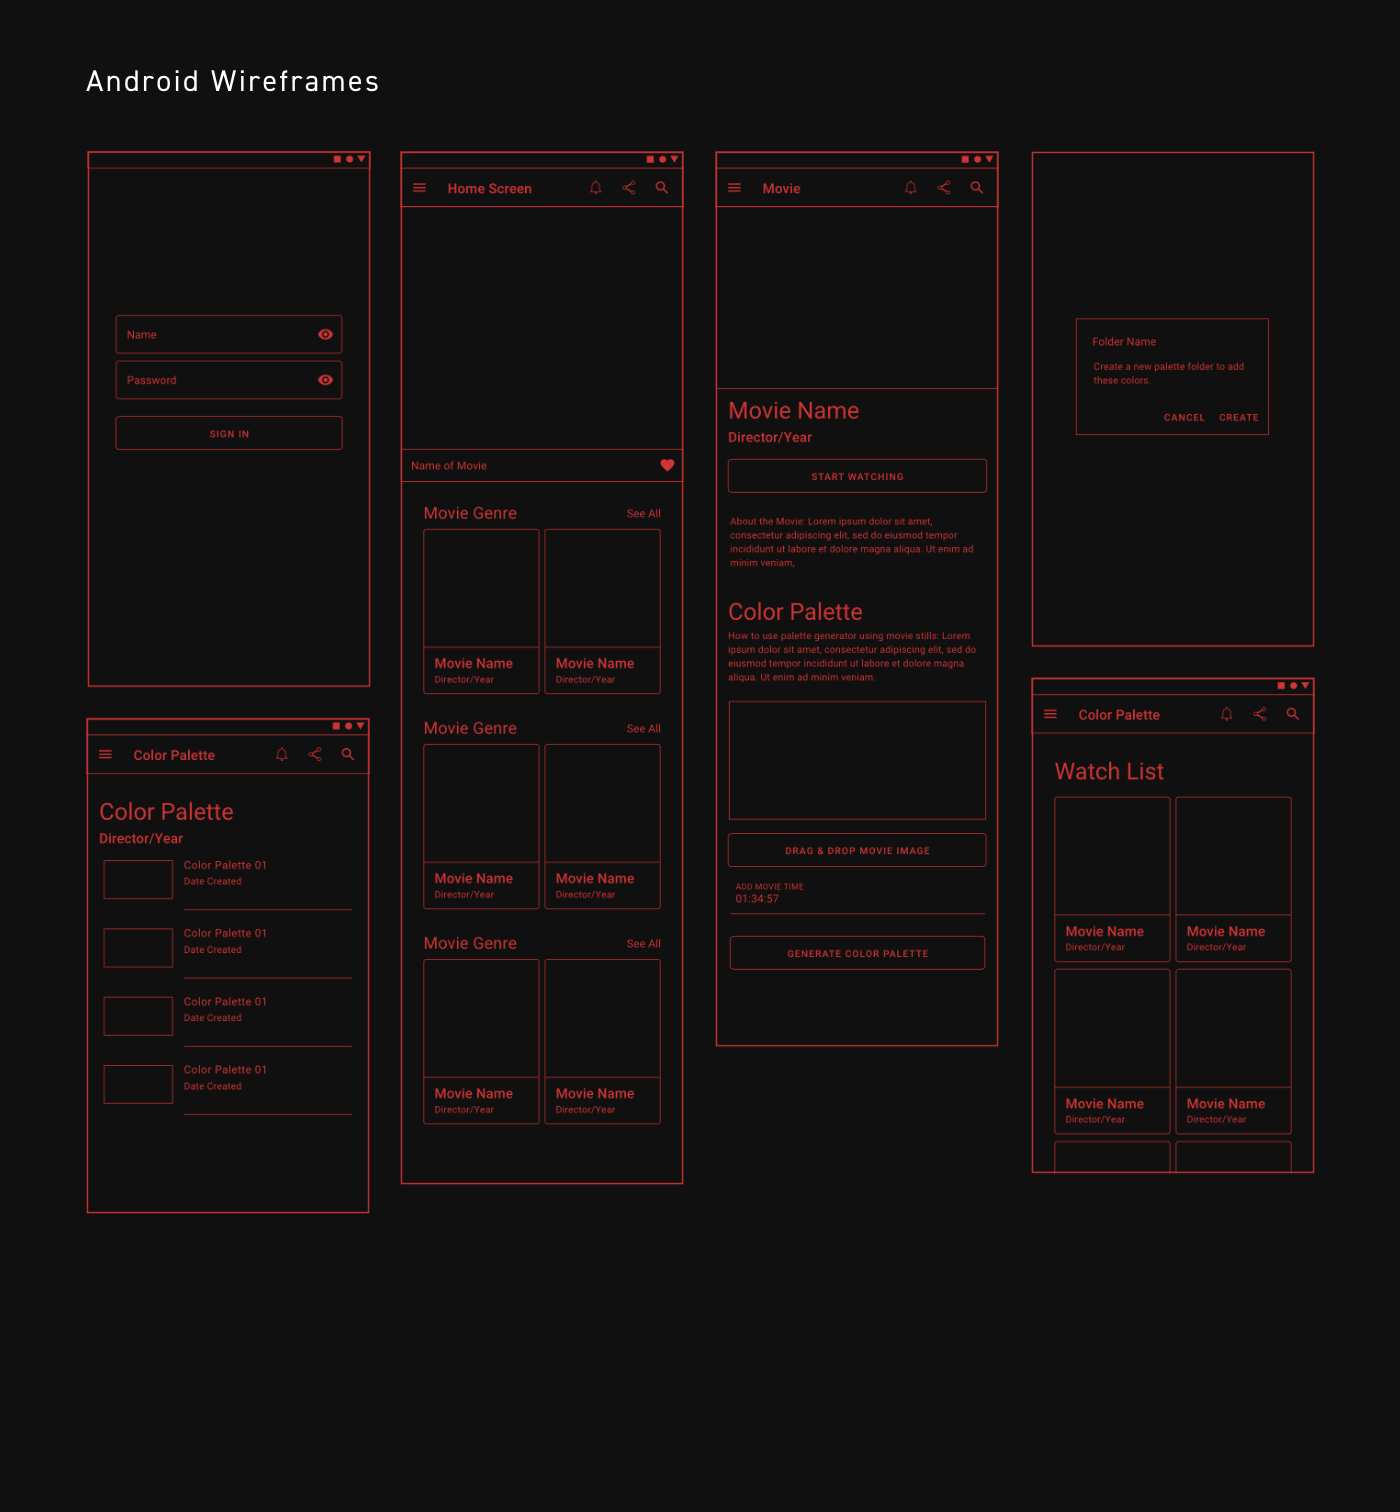 Android Wireframes
Name
Password
SIGN IN
Color Palette
Color Palette
Director/Year
Color Palette 01
Date Created
Color Palette 01
Date Created
Color Palette 01
Date Created
Color Palette 01
Date Created
Home Screen
Name of Movie
Movie Genre
See All
Movie Name
Director/Year
Movie Name
Director/Year
Movie Genre
See All
Movie Name
Director/Year
Movie Name
Director/Year
Movie Genre
See All
Movie Name
Director/Year
Movie Name
Director/Year
Movie
Movie Name
Director/Year
START WATCHING
About the Movie: Lorem ipsum dolor sit amet,
consectetur adipiscing elit, sed do eiusmod tempor
incididunt ut labore et dolore magna aliqua. Ut enim ad
minim veniam,
Color Palette
How to use palette generator using movie stills: Lorem
ipsum dolor sit amet, consectetur adipiscing elit, sed do
eiusmod tempor incididunt ut labore et dolore magna
aliqua. Ut enim ad minim veniam.
DRAG & DROP MOVIE IMAGE
ADD MOVIE TIME
01:34:57
GENERATE COLOR PALETTE
Folder Name
Create a new palette folder to add
these colors.
CANCEL
CREATE
Color Palette
Watch List
Movie Name
Director/Year
Movie Name
Director/Year
Movie Name
Director/Year
Movie Name
Director/Year